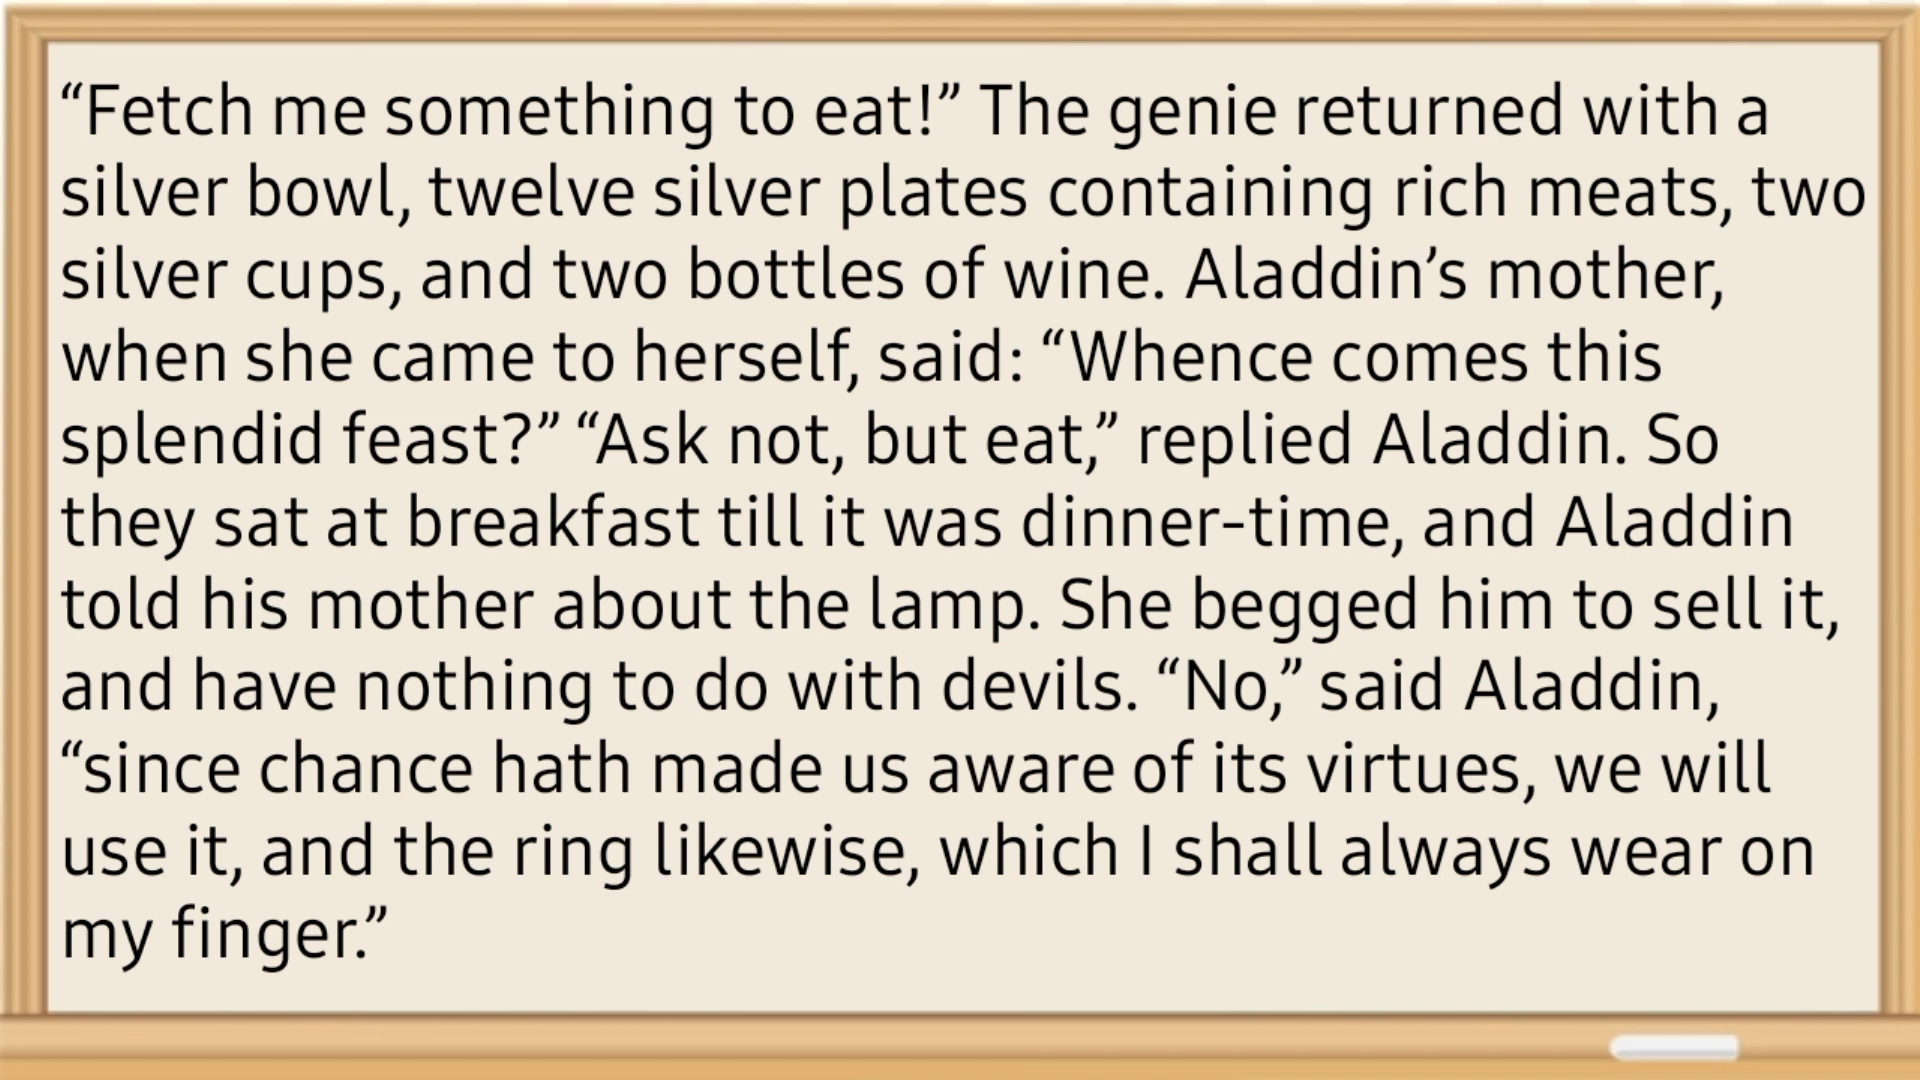 “Fetch me something to eat!” The genie returned with a
silver bowl, twelve silver plates containing rich meats, two
silver cups, and two bottles of wine. Aladdin’s mother,
when she came to herself, said: “Whence comes this
splendid feast?” “Ask not, but eat,” replied Aladdin. So
they sat at breakfast till it was dinner-time, and Aladdin
told his mother about the lamp. She begged him to sell it,
and have nothing to do with devils. “No,” said Aladdin,
“since chance hath made us aware of its virtues, we will
use it, and the ring likewise, which I shall always wear on
my finger.”